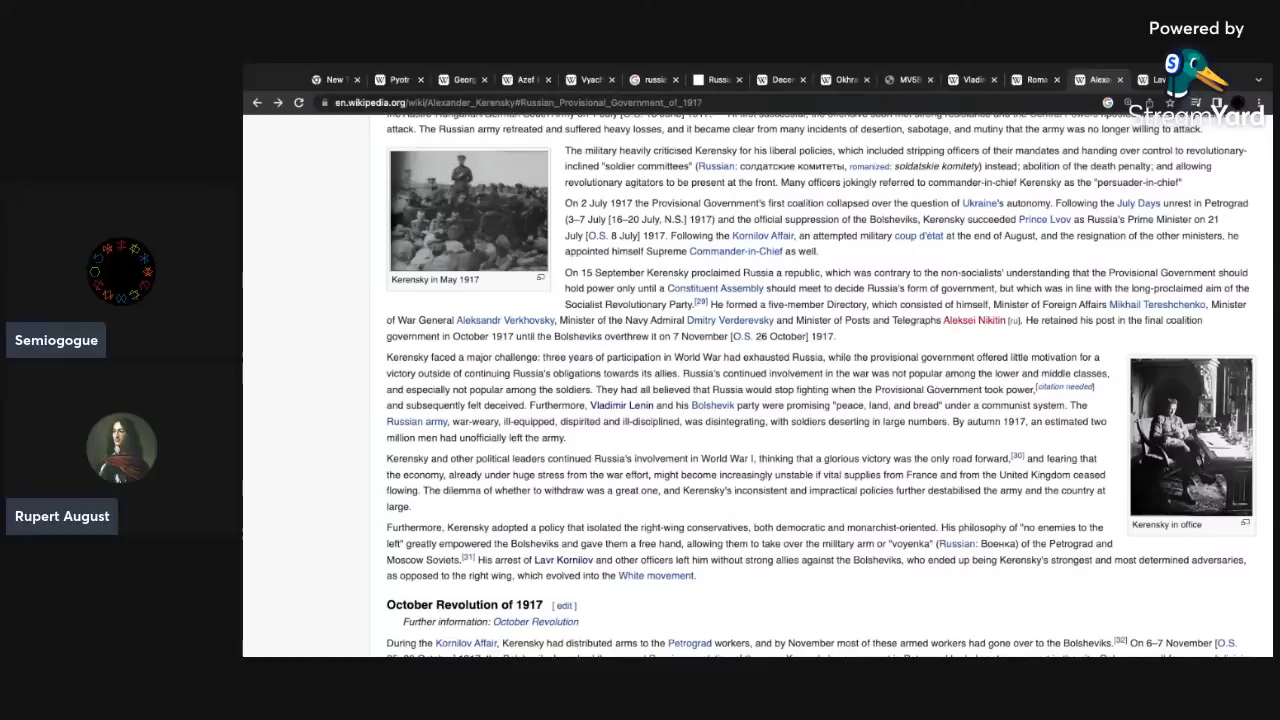 Powered by
StreamYard
New T
Pyotr
Georg
Azef
Vyach
russia
Russi
Decer
Okhra
MV5B
Vladin
Roma
Alexa
Lav
en.wikipedia.org/wiki/Alexander_Kerensky#Russian_Provisional_Government_of_1917
attack. The Russian army retreated and suffered heavy losses, and it became clear from many incidents of desertion, sabotage, and mutiny that the army was no longer willing to attack.
The military heavily criticised Kerensky for his liberal policies, which included stripping officers of their mandates and handing over control to revolutionary-
inclined "soldier committees" (Russian: солдатские комитеты, romanized: soldatskie komitety) instead; abolition of the death penalty; and allowing
revolutionary agitators to be present at the front. Many officers jokingly referred to commander-in-chief Kerensky as the "persuader-in-chief"
On 2 July 1917 the Provisional Government's first coalition collapsed over the question of Ukraine's autonomy. Following the July Days unrest in Petrograd
(3–7 July [16–20 July, N.S.] 1917) and the official suppression of the Bolsheviks, Kerensky succeeded Prince Lvov as Russia's Prime Minister on 21
July [O.S. 8 July] 1917. Following the Kornilov Affair, an attempted military coup d'état at the end of August, and the resignation of the other ministers, he
appointed himself Supreme Commander-in-Chief as well.
Kerensky in May 1917
On 15 September Kerensky proclaimed Russia a republic, which was contrary to the non-socialists' understanding that the Provisional Government should
hold power only until a Constituent Assembly should meet to decide Russia's form of government, but which was in line with the long-proclaimed aim of the
Socialist Revolutionary Party.[29] He formed a five-member Directory, which consisted of himself, Minister of Foreign Affairs Mikhail Tereshchenko, Minister
of War General Aleksandr Verkhovsky, Minister of the Navy Admiral Dmitry Verderevsky and Minister of Posts and Telegraphs Aleksei Nikitin [ru]. He retained his post in the final coalition
government in October 1917 until the Bolsheviks overthrew it on 7 November [O.S. 26 October] 1917.
Kerensky faced a major challenge: three years of participation in World War had exhausted Russia, while the provisional government offered little motivation for a
victory outside of continuing Russia's obligations towards its allies. Russia's continued involvement in the war was not popular among the lower and middle classes,
and especially not popular among the soldiers. They had all believed that Russia would stop fighting when the Provisional Government took power,[citation needed]
and subsequently felt deceived. Furthermore, Vladimir Lenin and his Bolshevik party were promising "peace, land, and bread" under a communist system. The
Russian army, war-weary, ill-equipped, dispirited and ill-disciplined, was disintegrating, with soldiers deserting in large numbers. By autumn 1917, an estimated two
million men had unofficially left the army.
Kerensky and other political leaders continued Russia's involvement in World War I, thinking that a glorious victory was the only road forward,[30] and fearing that
the economy, already under huge stress from the war effort, might become increasingly unstable if vital supplies from France and from the United Kingdom ceased
flowing. The dilemma of whether to withdraw was a great one, and Kerensky's inconsistent and impractical policies further destabilised the army and the country at
large.
Kerensky in office
Furthermore, Kerensky adopted a policy that isolated the right-wing conservatives, both democratic and monarchist-oriented. His philosophy of "no enemies to the
left" greatly empowered the Bolsheviks and gave them a free hand, allowing them to take over the military arm or "voyenka" (Russian: Военка) of the Petrograd and
Moscow Soviets.[31] His arrest of Lavr Kornilov and other officers left him without strong allies against the Bolsheviks, who ended up being Kerensky's strongest and most determined adversaries,
as opposed to the right wing, which evolved into the White movement.
October Revolution of 1917 [ edit ]
Further information: October Revolution
During the Kornilov Affair, Kerensky had distributed arms to the Petrograd workers, and by November most of these armed workers had gone over to the Bolsheviks.[32] On 6–7 November [O.S.
Semiogogue
Rupert August